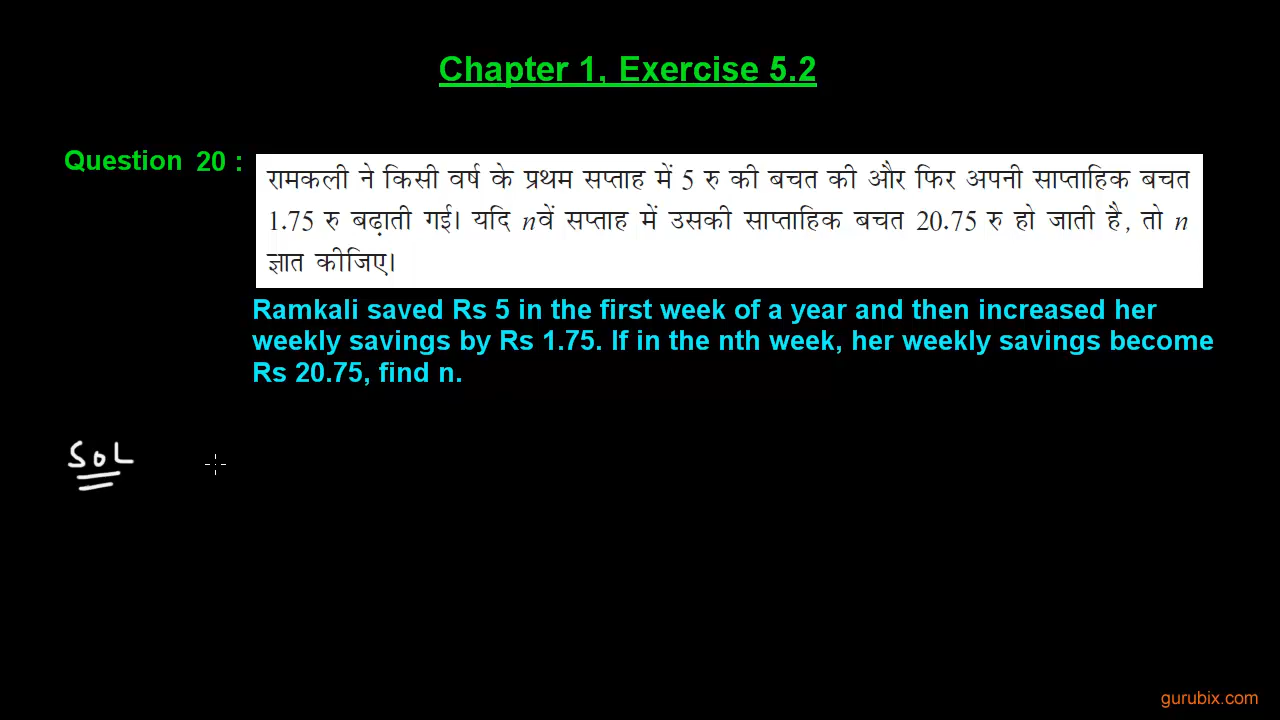 Chapter 1, Exercise 5.2
Question 20 :
रामकली ने किसी वर्ष के प्रथम सप्ताह में 5 रु की बचत की और फिर अपनी साप्ताहिक बचत
1.75 रु बढ़ाती गई। यदि nवें सप्ताह में उसकी साप्ताहिक बचत 20.75 रु हो जाती है, तो n
ज्ञात कीजिए।
Ramkali saved Rs 5 in the first week of a year and then increased her
weekly savings by Rs 1.75. If in the nth week, her weekly savings become
Rs 20.75, find n.
SOL
gurubix.com